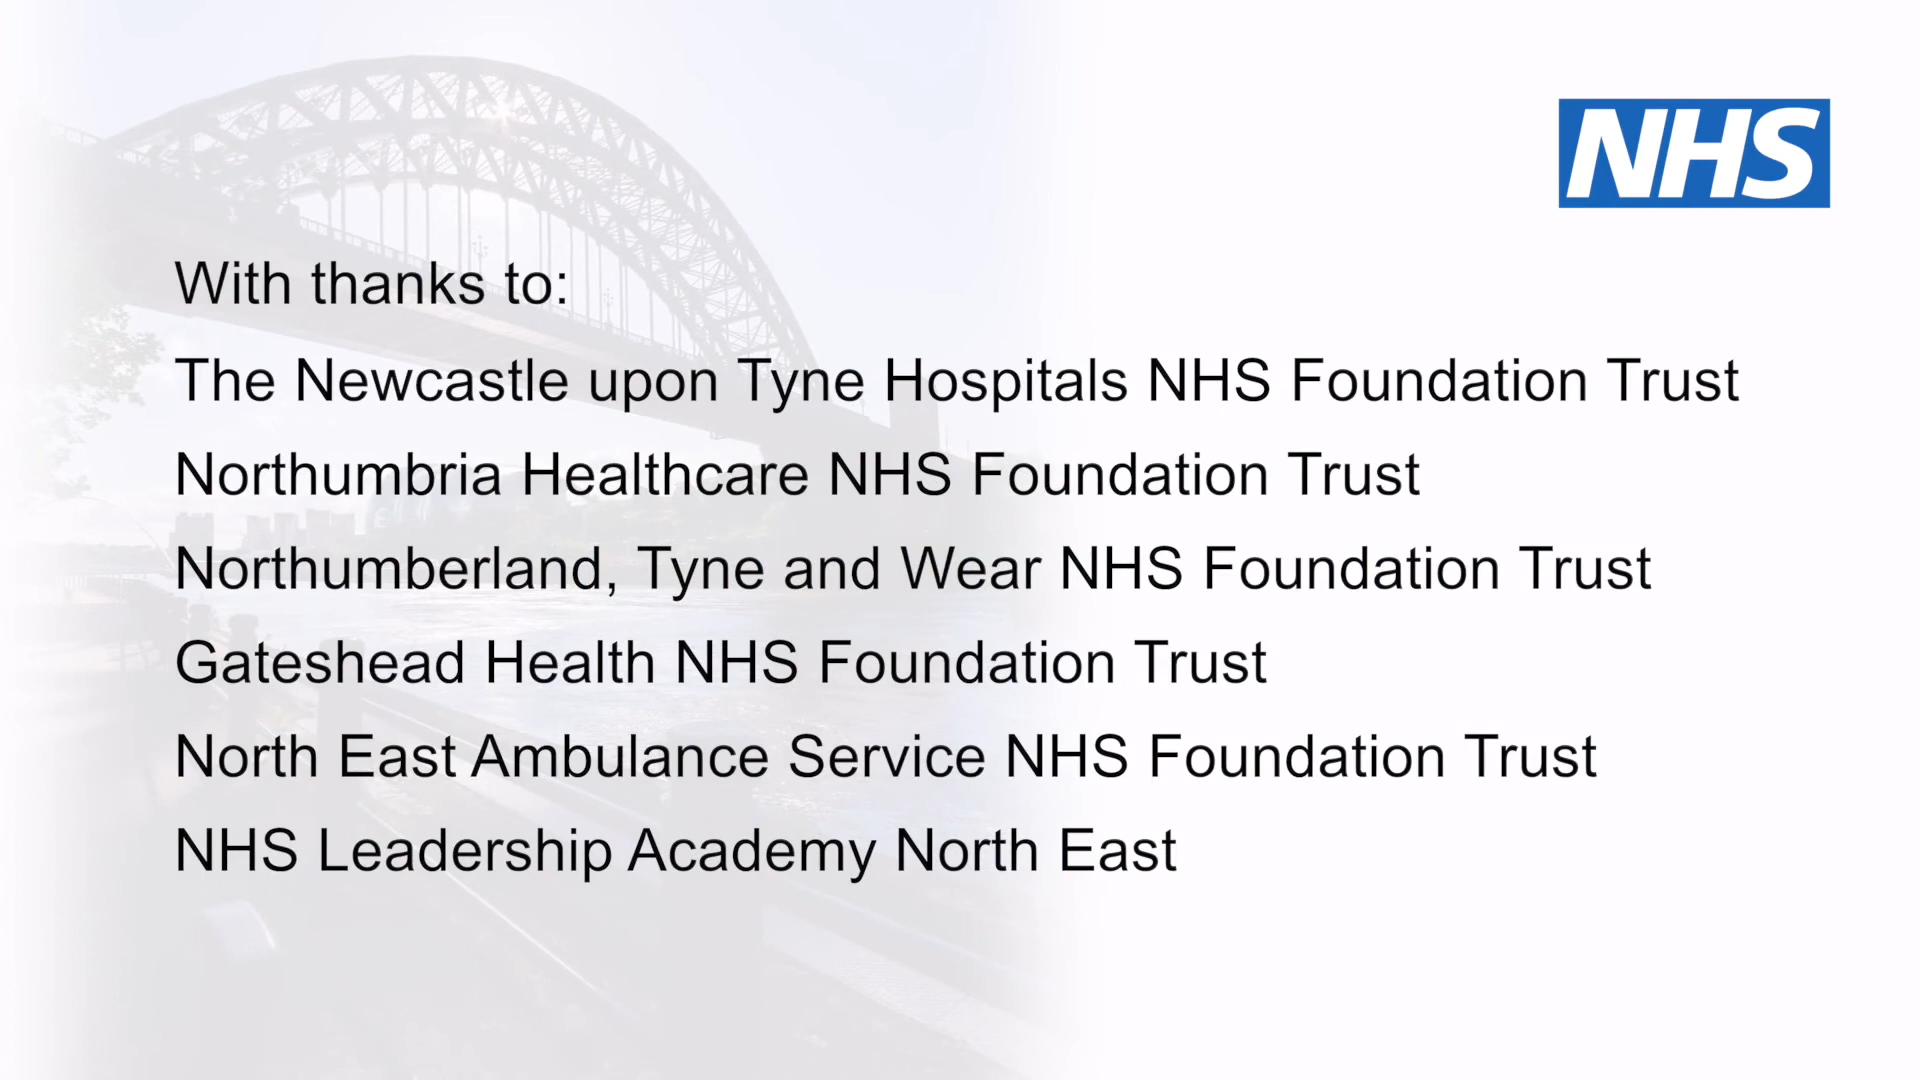 NHS
With thanks to:
The Newcastle upon Tyne Hospitals NHS Foundation Trust
Northumbria Healthcare NHS Foundation Trust
Northumberland, Tyne and Wear NHS Foundation Trust
Gateshead Health NHS Foundation Trust
North East Ambulance Service NHS Foundation Trust
NHS Leadership Academy North East